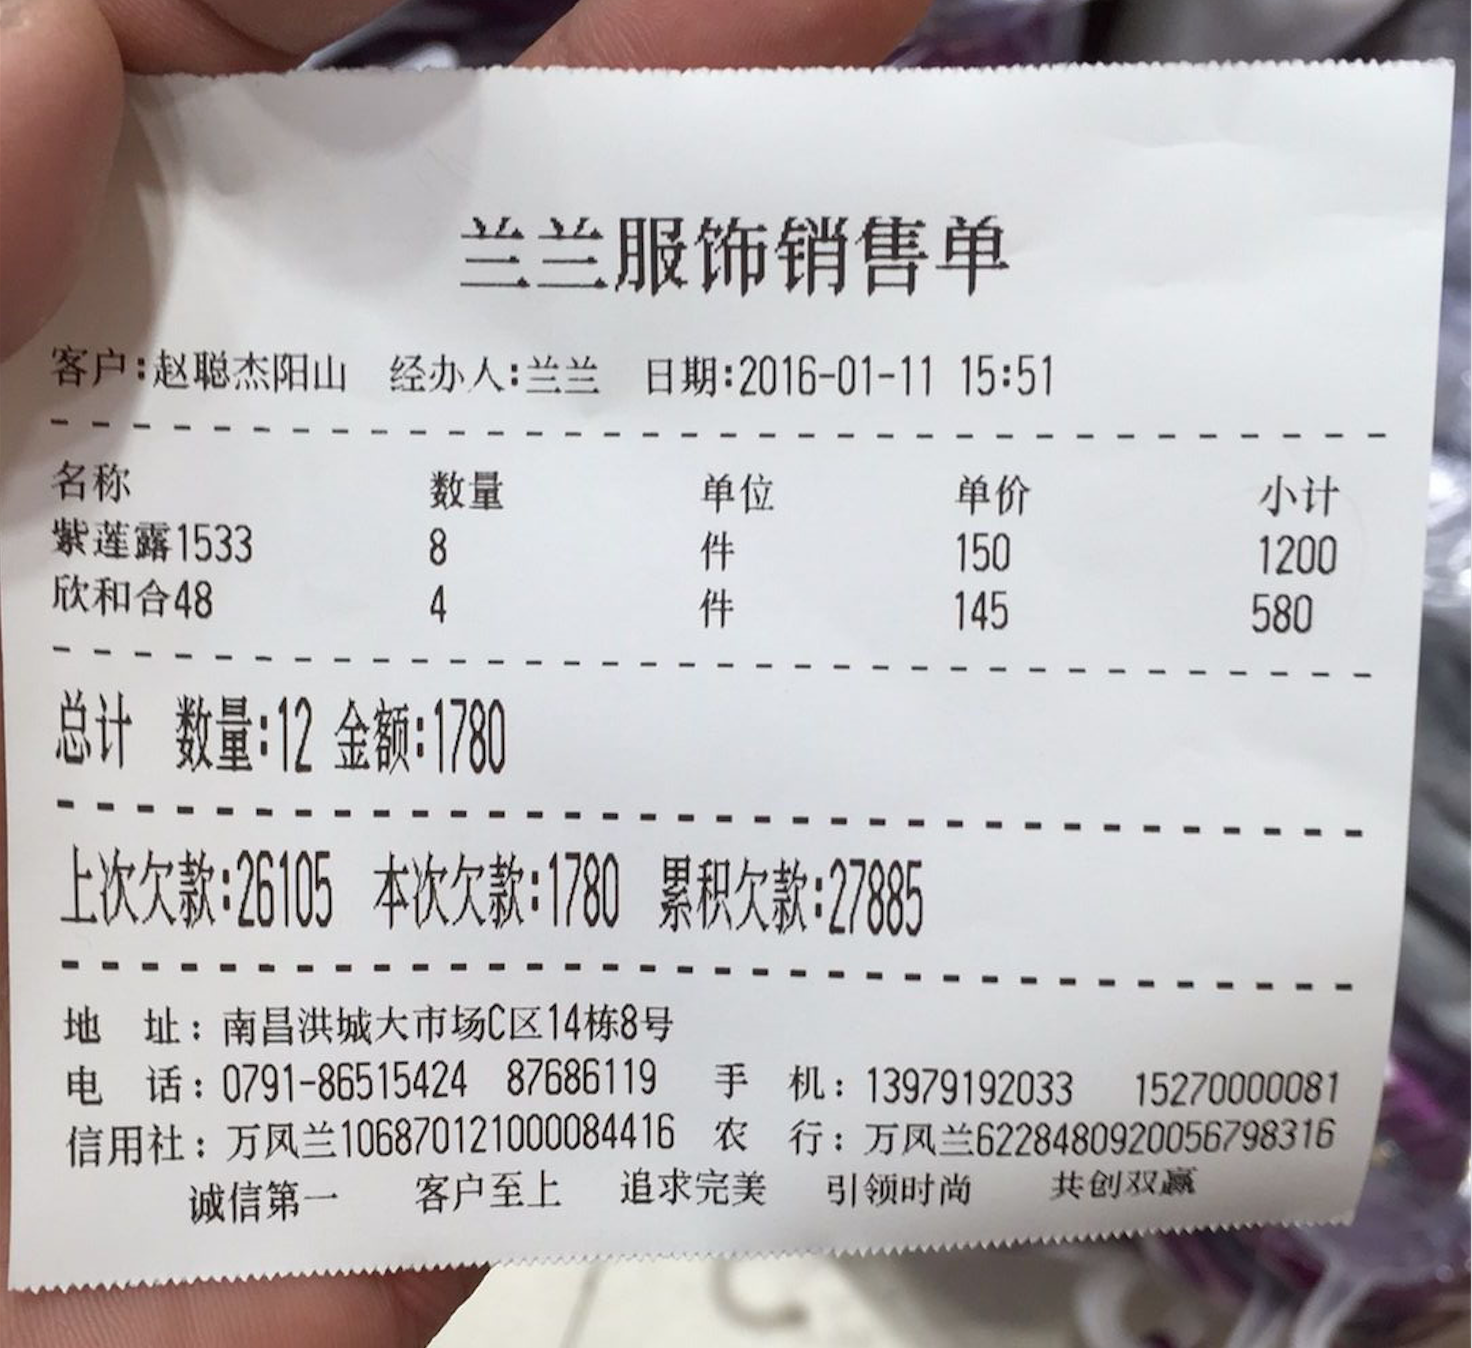 兰兰服饰销售单
客户:赵聪杰阳山 经办人:兰兰 日期:2016-01-11 15:51
名称 数量 单位 单价 小计
紫莲露1533 8 件 150 1200
欣和合48 4 件 145 580
总计 数量:12 金额:1780
上次欠款:26105 本次欠款:1780 累积欠款:27885
地 址: 南昌洪城大市场C区14栋8号
电 话: 0791-86515424 87686119 手 机: 13979192033 15270000081
信用社: 万凤兰106870121000084416 农 行: 万凤兰6228480920056798316
诚信第一 客户至上 追求完美 引领时尚 共创双赢